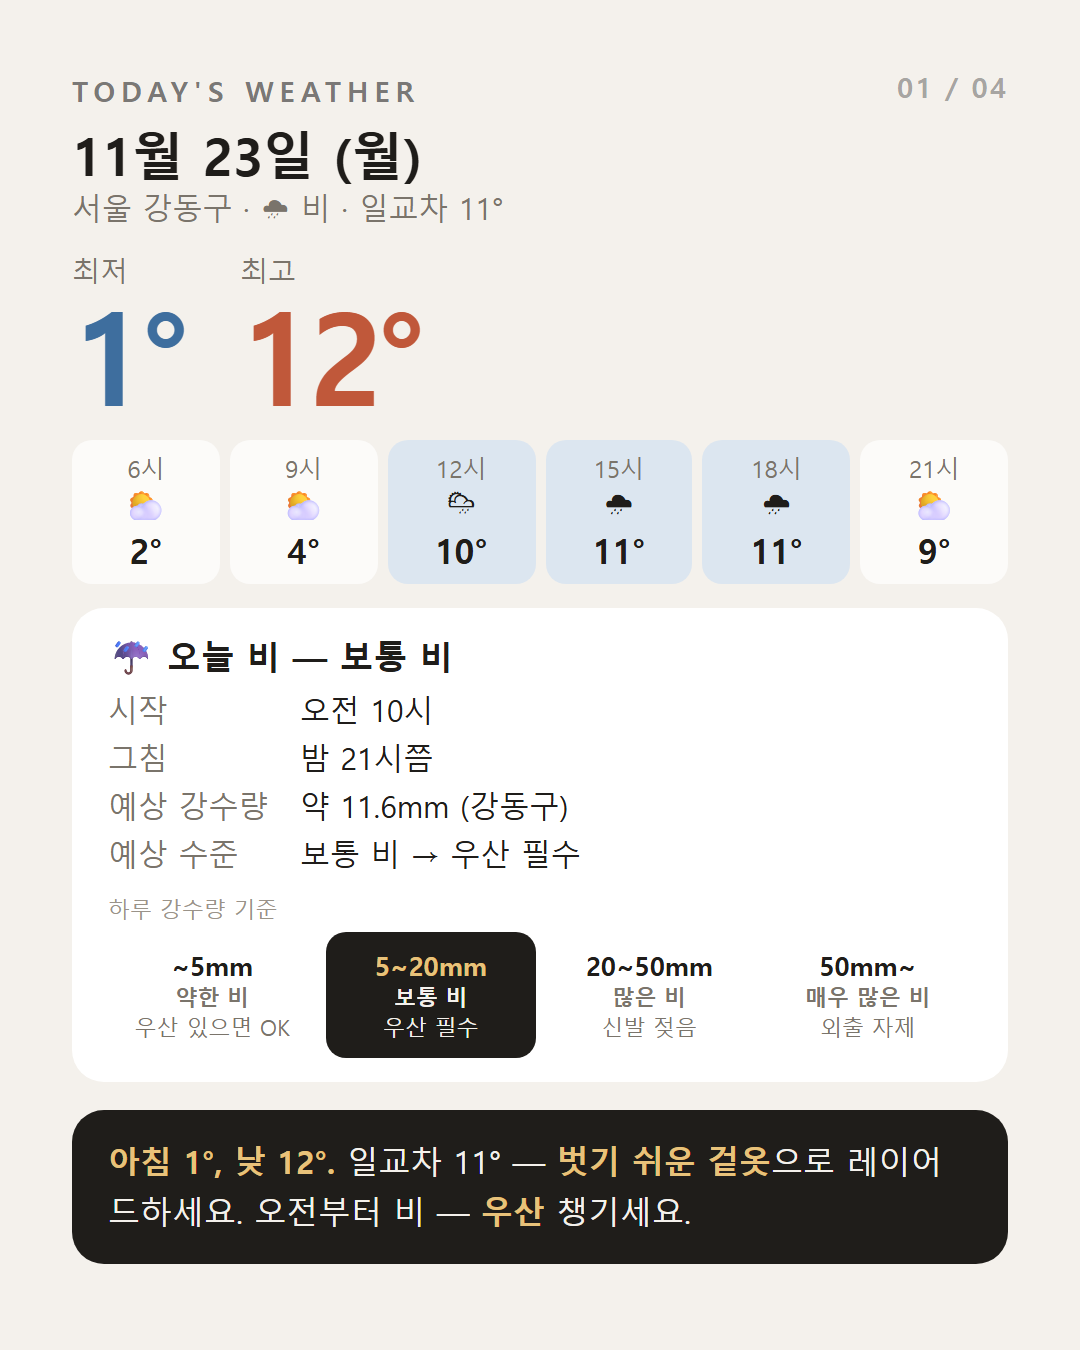 TODAY'S WEATHER
01 / 04
11월 23일 (월)
서울 강동구 · 🌧 비 · 일교차 11°
최저 최고
1° 12°
6시 9시 12시 15시 18시 21시
2° 4° 10° 11° 11° 9°
☔ 오늘 비 — 보통 비
시작 오전 10시
그침 밤 21시쯤
예상 강수량 약 11.6mm (강동구)
예상 수준 보통 비 → 우산 필수
하루 강수량 기준
~5mm 5~20mm 20~50mm 50mm~
약한 비 보통 비 많은 비 매우 많은 비
우산 있으면 OK 우산 필수 신발 젖음 외출 자제
아침 1°, 낮 12°. 일교차 11° — 벗기 쉬운 겉옷으로 레이어
드하세요. 오전부터 비 — 우산 챙기세요.